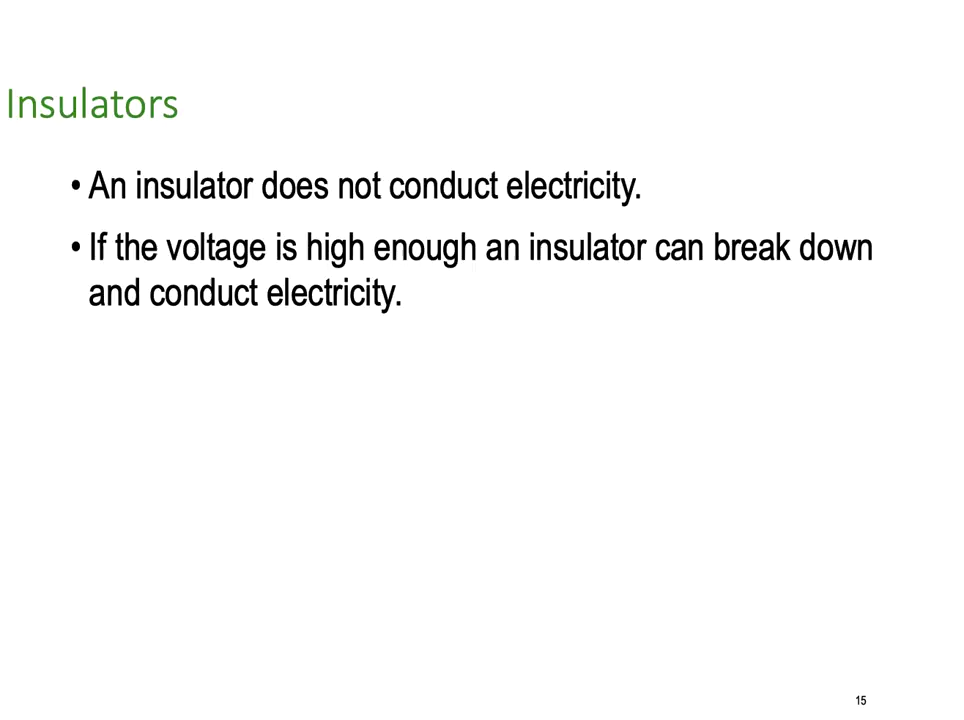 Insulators
• An insulator does not conduct electricity.
• If the voltage is high enough an insulator can break down
and conduct electricity.
15